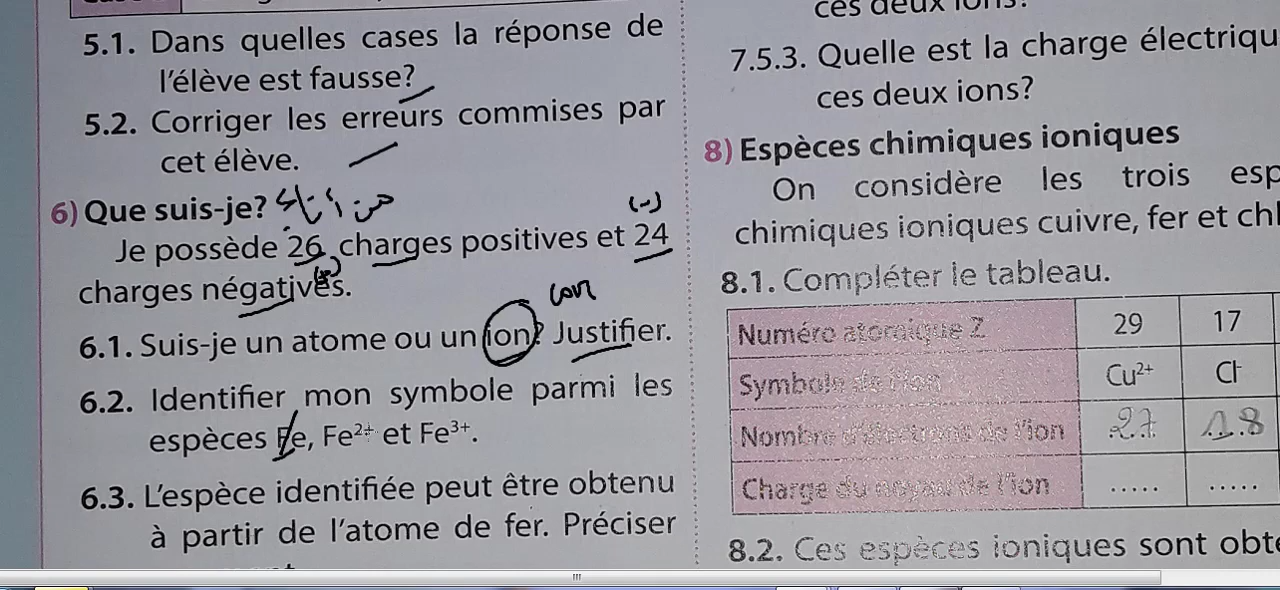 5.1. Dans quelles cases la réponse de
l'élève est fausse?
5.2. Corriger les erreurs commises par
cet élève.
6) Que suis-je?
(-)
Je possède 26 charges positives et 24
charges négatives.
6.1. Suis-je un atome ou un ion? Justifier.
6.2. Identifier mon symbole parmi les
espèces Fe, Fe²⁺ et Fe³⁺.
6.3. L'espèce identifiée peut être obtenu
à partir de l'atome de fer. Préciser
ces deux ions.
7.5.3. Quelle est la charge électriqu
ces deux ions?
8) Espèces chimiques ioniques
On considère les trois esp
chimiques ioniques cuivre, fer et chl
8.1. Compléter le tableau.
Numéro atomique Z 29 17
Symbole de l'ion Cu²⁺ Cl⁻
Nombre d'électrons de l'ion 27 18
Charge du noyau de l'ion ..... .....
8.2. Ces espèces ioniques sont obte